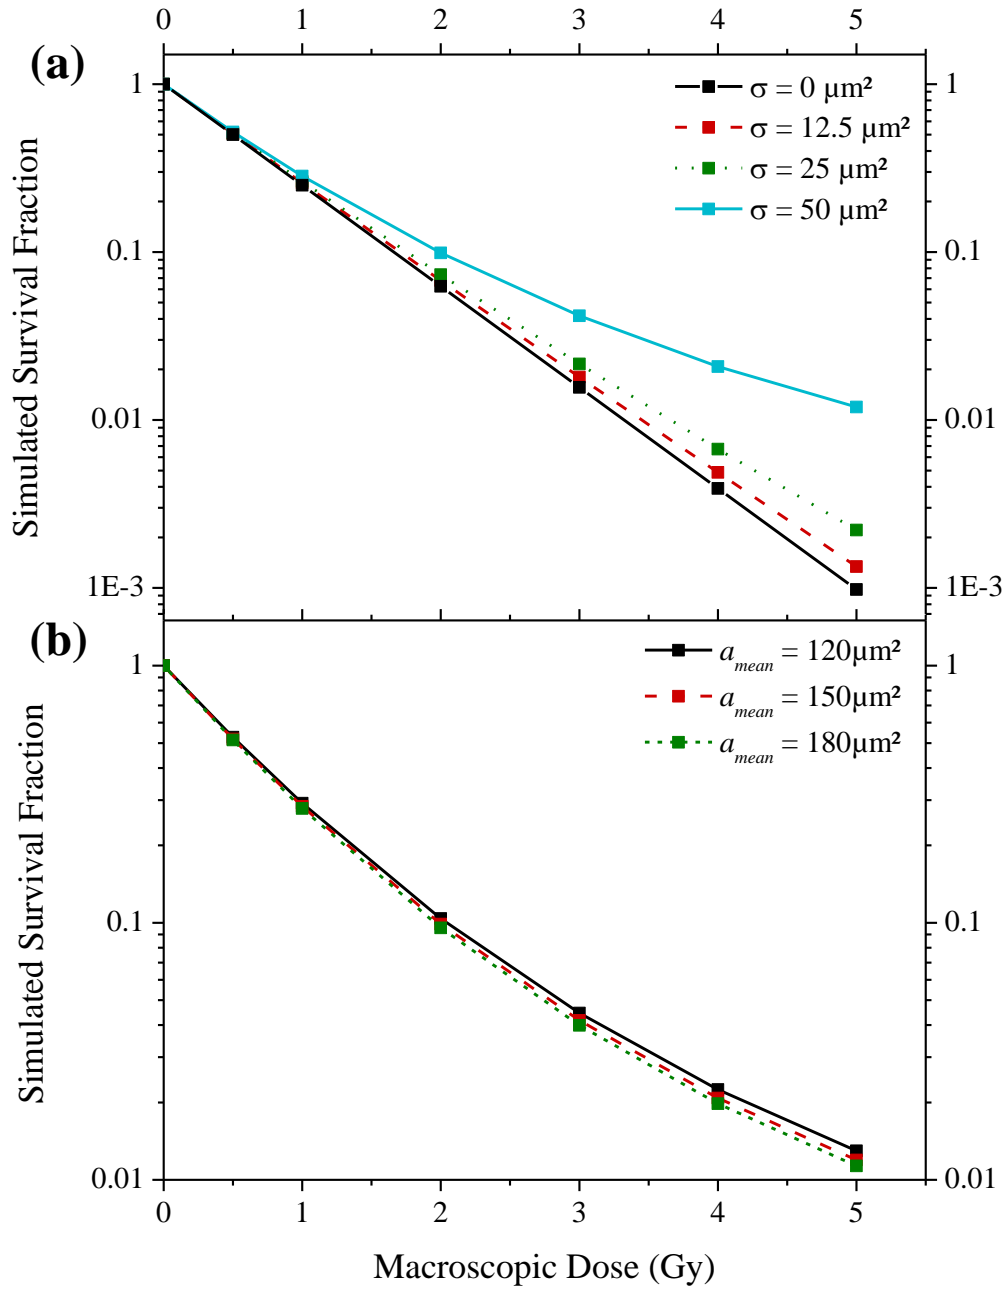 0 1 2 3 4 5
(a)
σ = 0 µm²
σ = 12.5 µm²
σ = 25 µm²
σ = 50 µm²
1 1
0.1 0.1
0.01 0.01
1E-3 1E-3
Simulated Survival Fraction
(b)
a_mean = 120µm²
a_mean = 150µm²
a_mean = 180µm²
1 1
0.1 0.1
0.01 0.01
Simulated Survival Fraction
0 1 2 3 4 5
Macroscopic Dose (Gy)